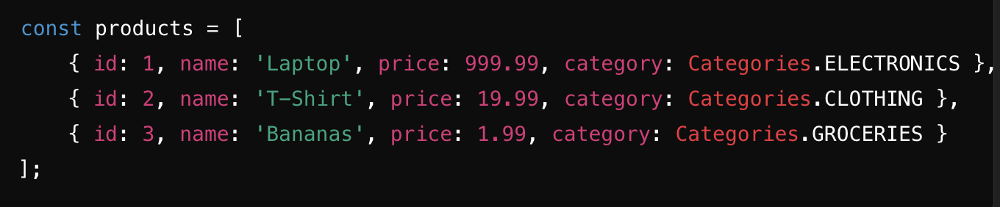 const products = [
    { id: 1, name: 'Laptop', price: 999.99, category: Categories.ELECTRONICS },
    { id: 2, name: 'T-Shirt', price: 19.99, category: Categories.CLOTHING },
    { id: 3, name: 'Bananas', price: 1.99, category: Categories.GROCERIES }
];